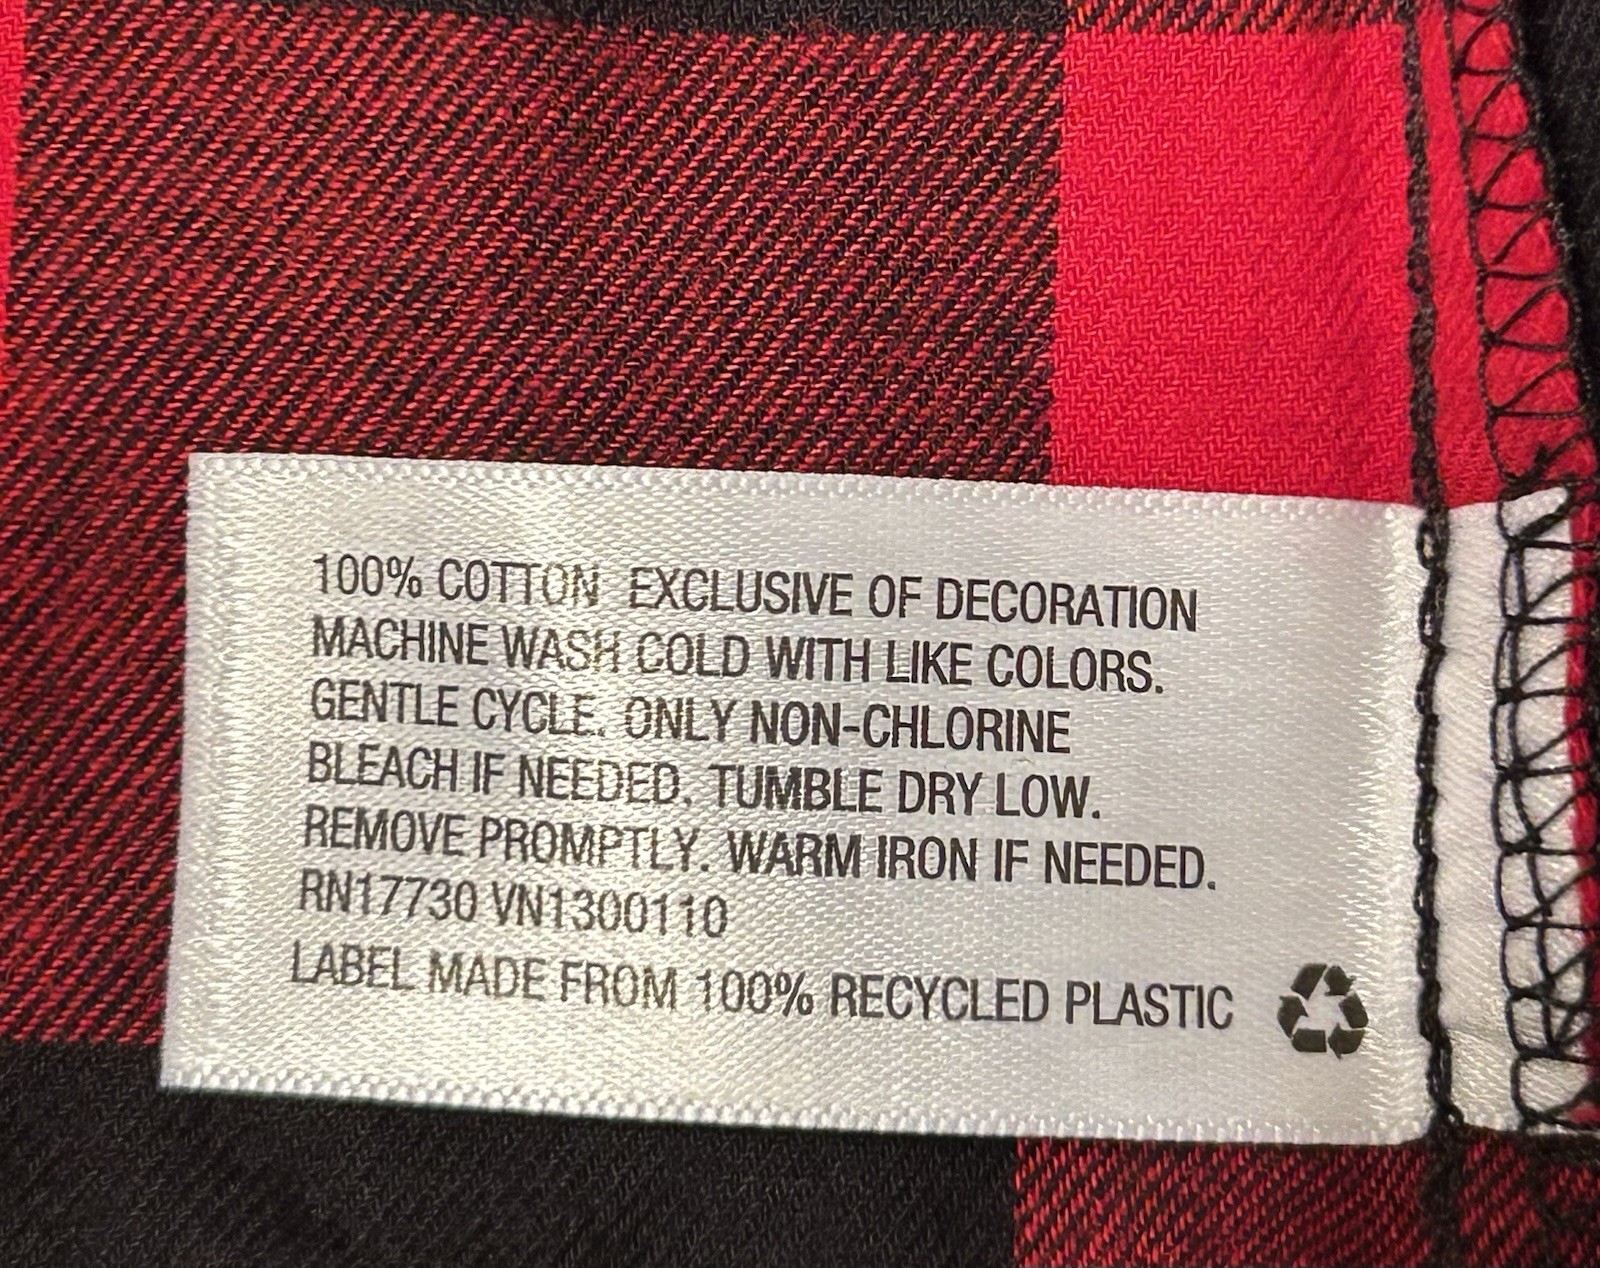 100% COTTON EXCLUSIVE OF DECORATION
MACHINE WASH COLD WITH LIKE COLORS.
GENTLE CYCLE. ONLY NON-CHLORINE
BLEACH IF NEEDED. TUMBLE DRY LOW.
REMOVE PROMPTLY. WARM IRON IF NEEDED.
RN17730 VN1300110
LABEL MADE FROM 100% RECYCLED PLASTIC